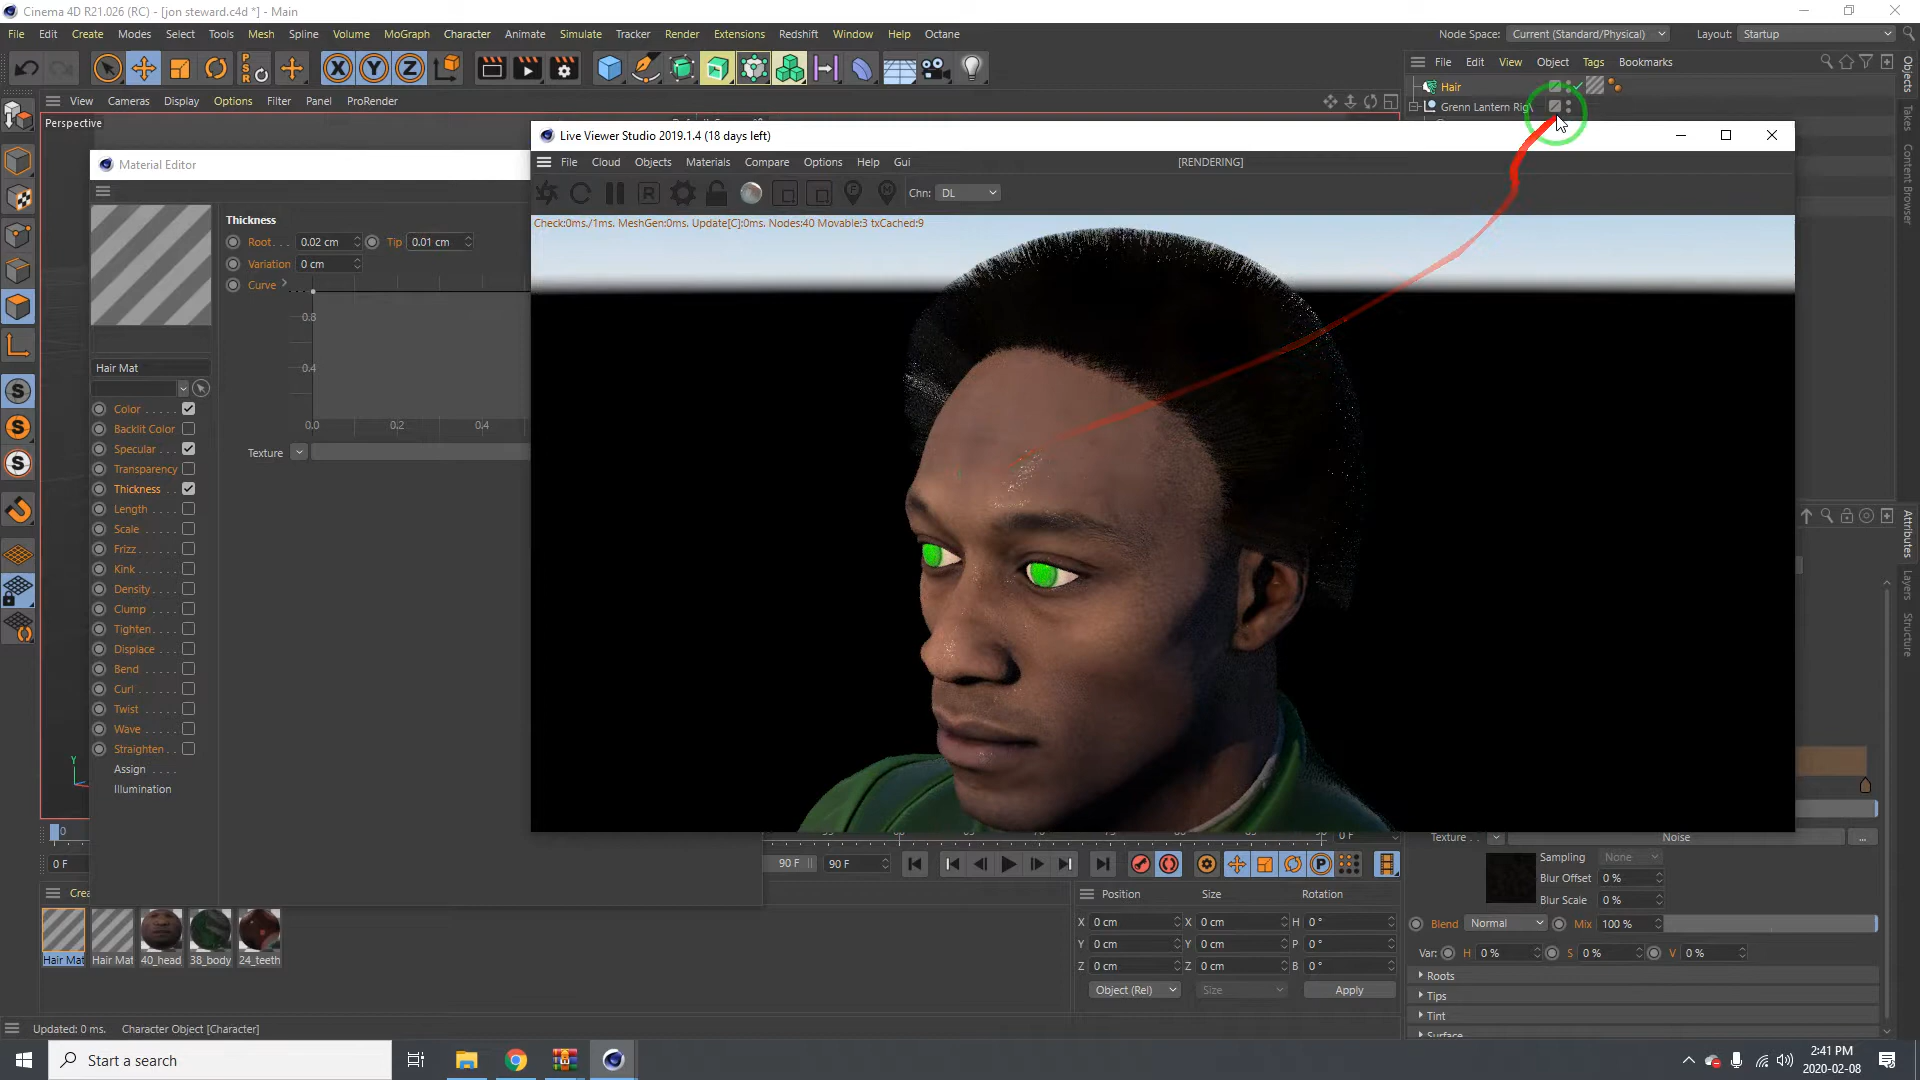 Cinema 4D R21.026 (RC) - [jon steward.c4d *] - Main
File Edit Create Modes Select Tools Mesh Spline Volume MoGraph Character Animate Simulate Tracker Render Extensions Redshift Window Help Octane
Node Space: Current (Standard/Physical) Layout: Startup
File Edit View Object Tags Bookmarks
View Cameras Display Options Filter Panel ProRender
Perspective
Hair
Grenn Lantern Rig\
Objects
Takes
Content Browser
Material Editor
Live Viewer Studio 2019.1.4 (18 days left)
File Cloud Objects Materials Compare Options Help Gui
[RENDERING]
Chn: DL
Check:0ms./1ms. MeshGen:0ms. Update[C]:0ms. Nodes:40 Movable:3 txCached:9
Thickness
Root. . . 0.02 cm Tip 0.01 cm
Variation 0 cm
Curve
0.8
0.4
0.0 0.2 0.4
Texture
Hair Mat
Color
Backlit Color
Specular
Transparency
Thickness
Length
Scale
Frizz
Kink
Density
Clump
Tighten
Displace
Bend
Curl
Twist
Wave
Straighten
Assign
Illumination
Attributes
Layers
Structure
Y
0
0 F
90 F 90 F
0 F
Crea
Hair Mat Hair Mat 40_head 38_body 24_teeth
Position Size Rotation
X 0 cm X 0 cm H 0 °
Y 0 cm Y 0 cm P 0 °
Z 0 cm Z 0 cm B 0 °
Object (Rel) Size Apply
Texture . . Noise ...
Sampling None
Blur Offset 0 %
Blur Scale 0 %
Blend Normal Mix 100 %
Var: H 0 % S 0 % V 0 %
Roots
Tips
Tint
Surface
Updated: 0 ms. Character Object [Character]
Start a search
2:41 PM
2020-02-08